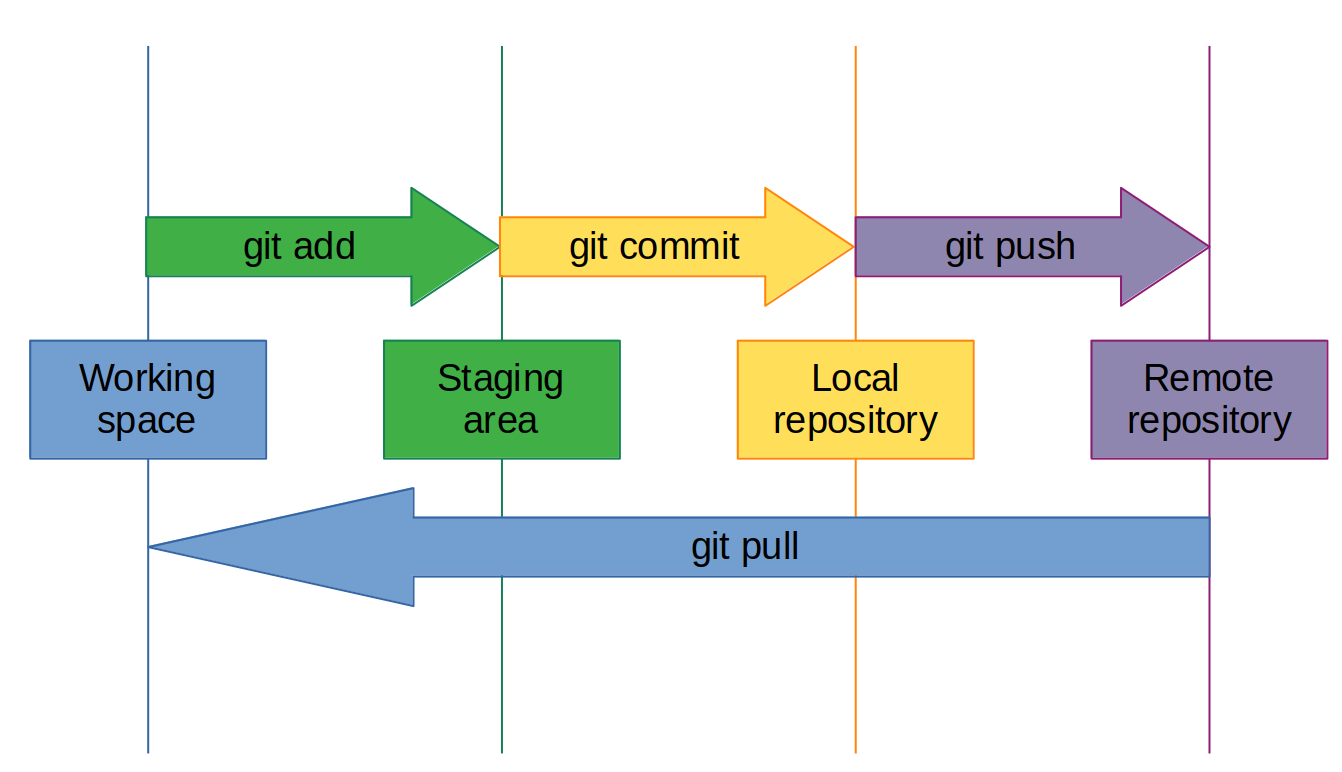 git add
git commit
git push
Working
space
Staging
area
Local
repository
Remote
repository
git pull